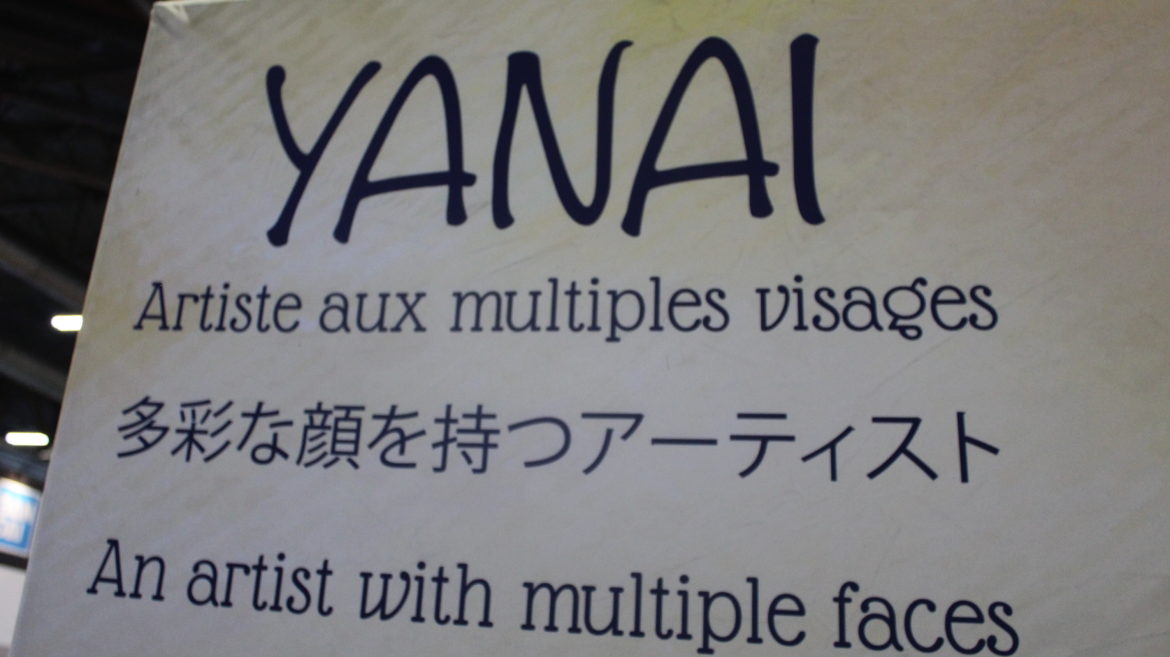 YANAI
Artiste aux multiples visages
多彩な顔を持つアーティスト
An artist with multiple faces